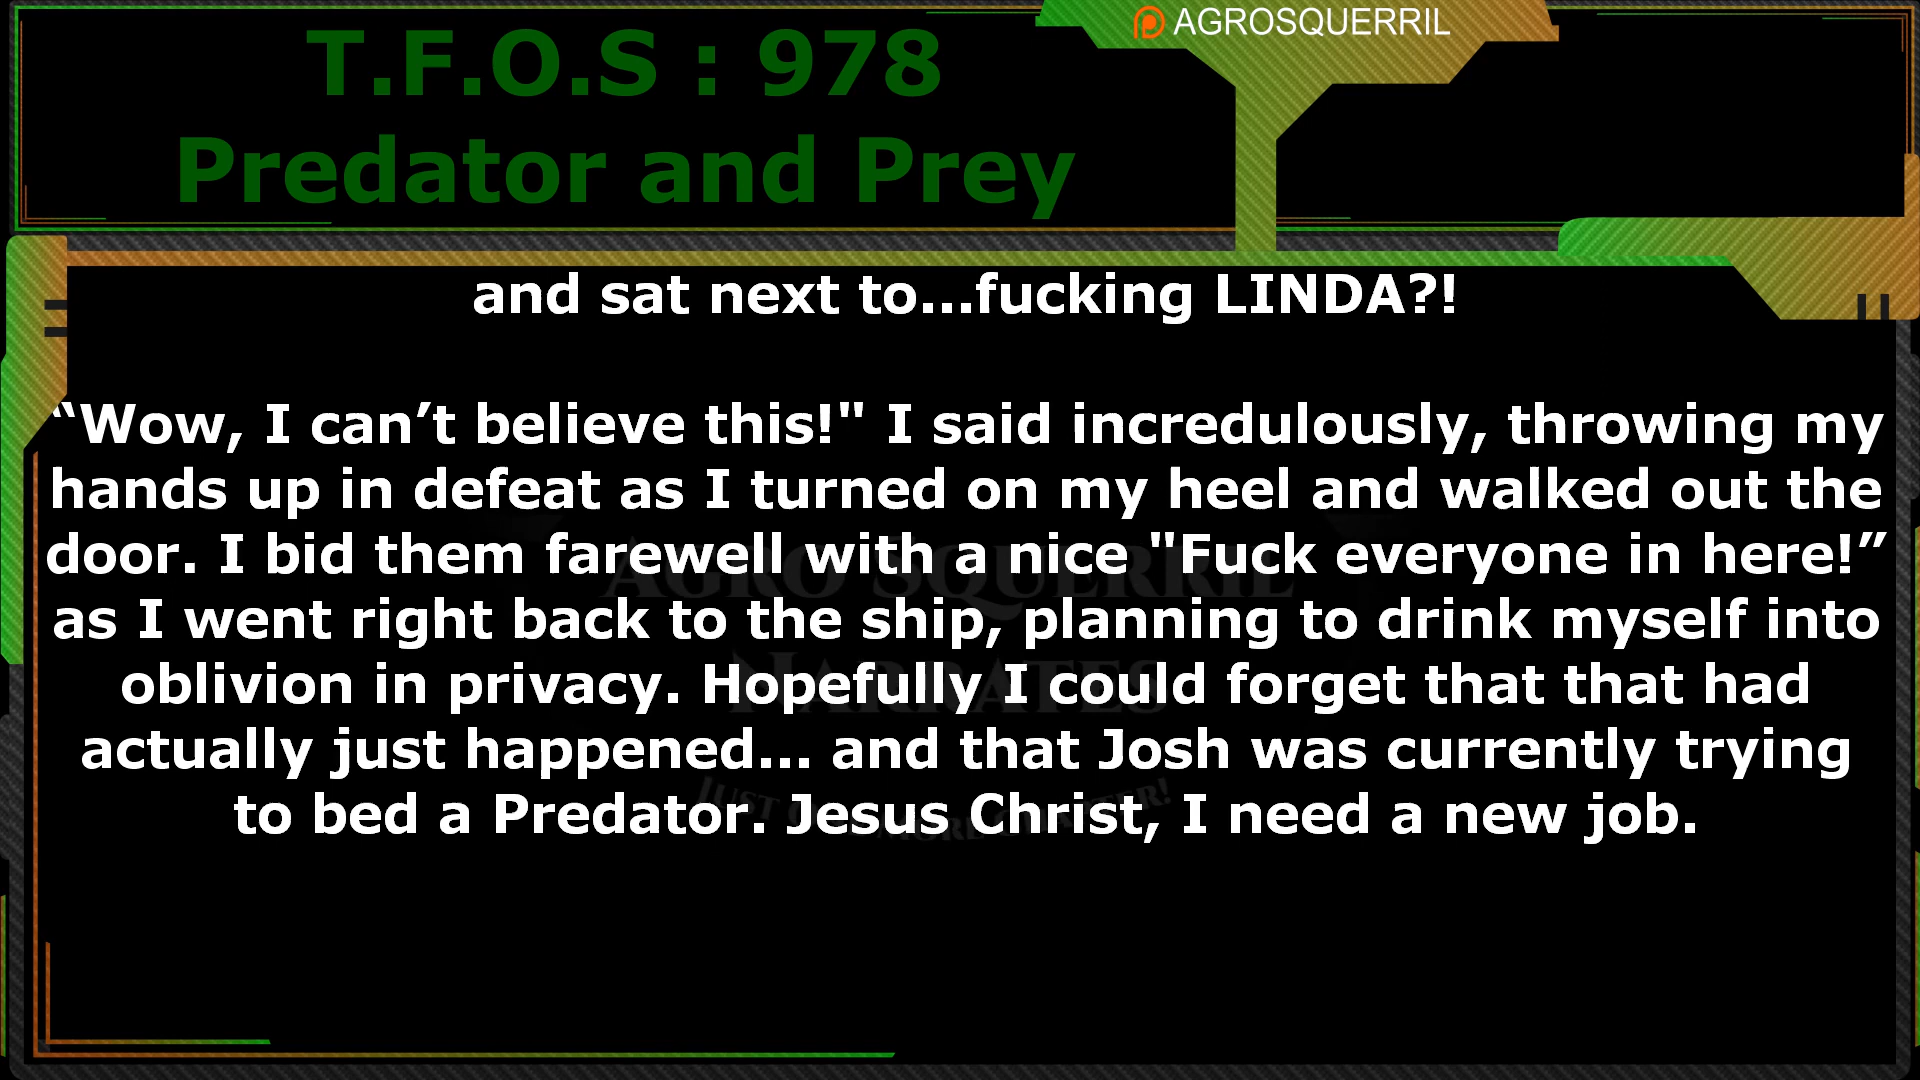 AGROSQUERRIL
T.F.O.S : 978
Predator and Prey
and sat next to...fucking LINDA?!
“Wow, I can’t believe this!" I said incredulously, throwing my
hands up in defeat as I turned on my heel and walked out the
door. I bid them farewell with a nice "Fuck everyone in here!”
as I went right back to the ship, planning to drink myself into
oblivion in privacy. Hopefully I could forget that that had
actually just happened... and that Josh was currently trying
to bed a Predator. Jesus Christ, I need a new job.
AGRO SQUERRIL
NARRATES